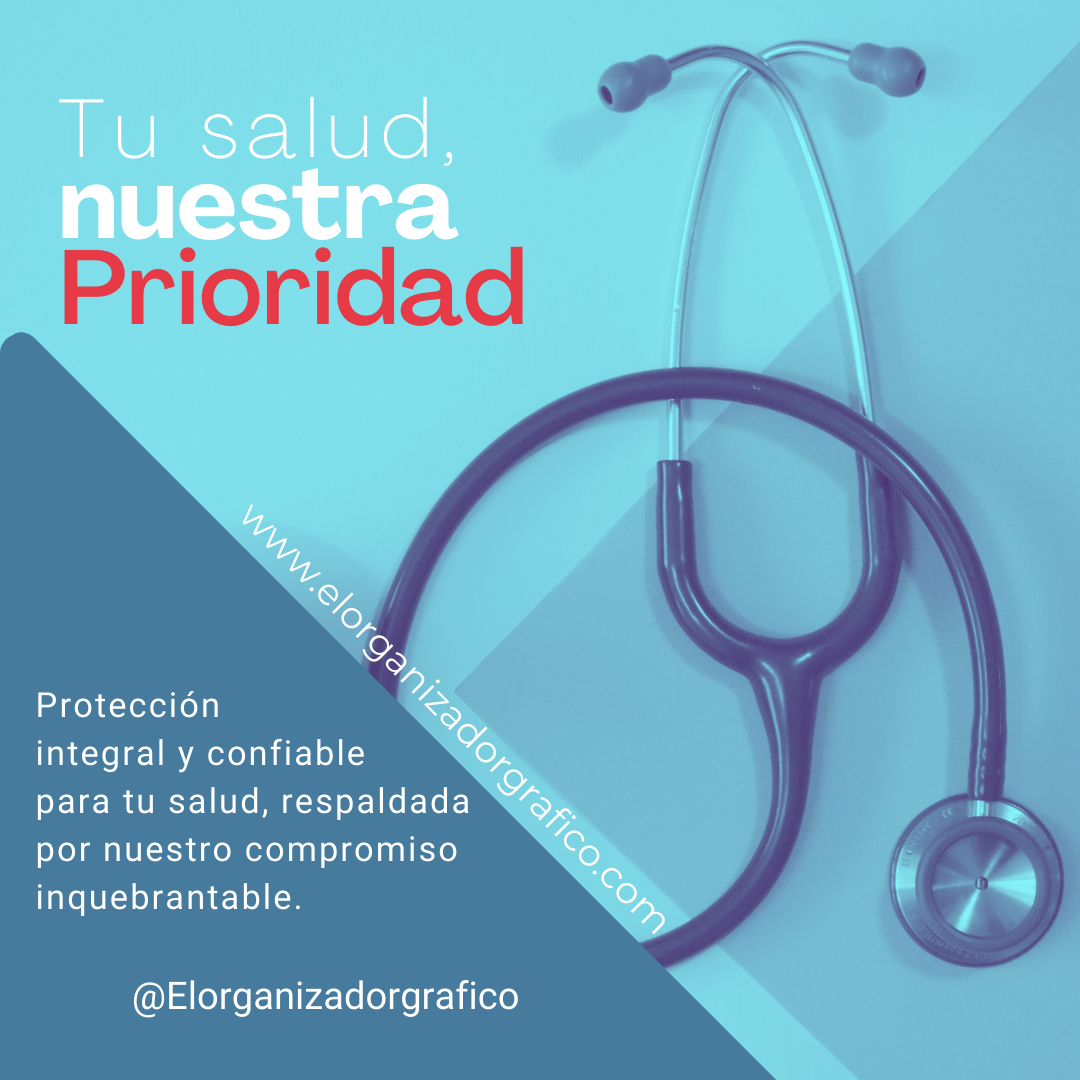 Tu salud,
nuestra
Prioridad
www.elorganizadorgrafico.com
Protección
integral y confiable
para tu salud, respaldada
por nuestro compromiso
inquebrantable.
@Elorganizadorgrafico